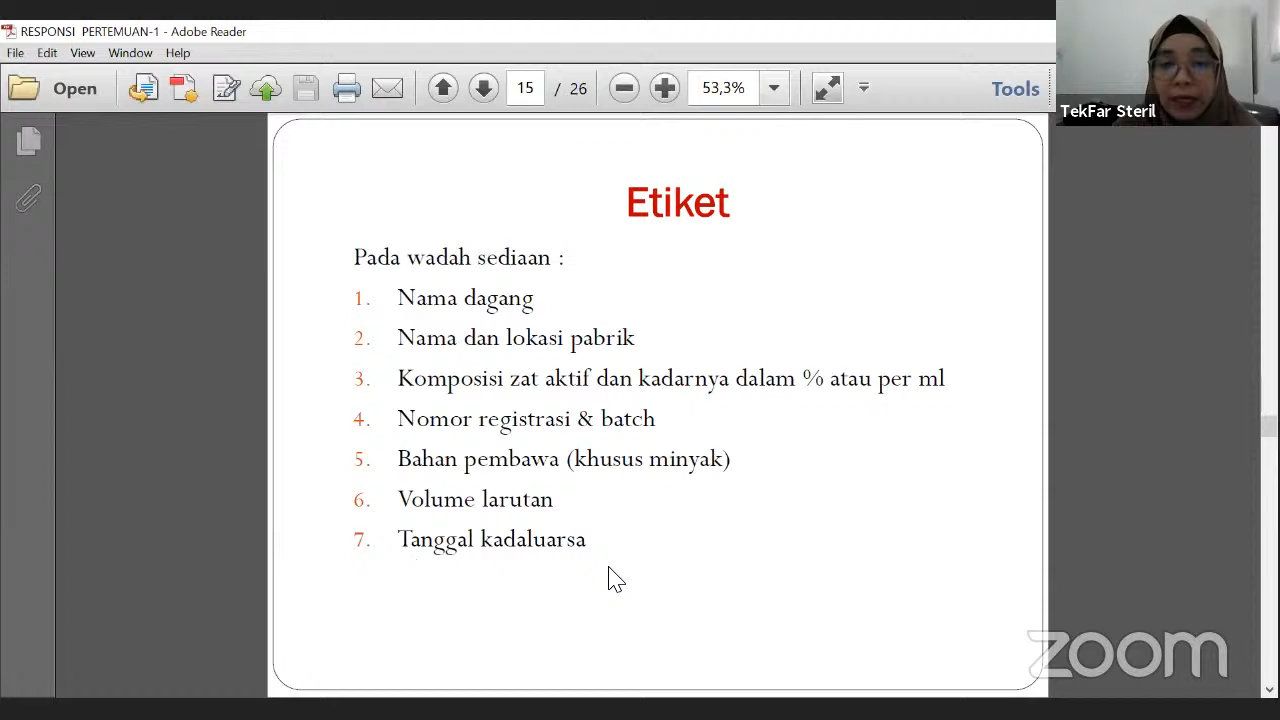 RESPONSI PERTEMUAN-1 - Adobe Reader
File Edit View Window Help
Open 15 / 26 53,3% Tools
TekFar Steril
Etiket
Pada wadah sediaan :
1. Nama dagang
2. Nama dan lokasi pabrik
3. Komposisi zat aktif dan kadarnya dalam % atau per ml
4. Nomor registrasi & batch
5. Bahan pembawa (khusus minyak)
6. Volume larutan
7. Tanggal kadaluarsa
zoom